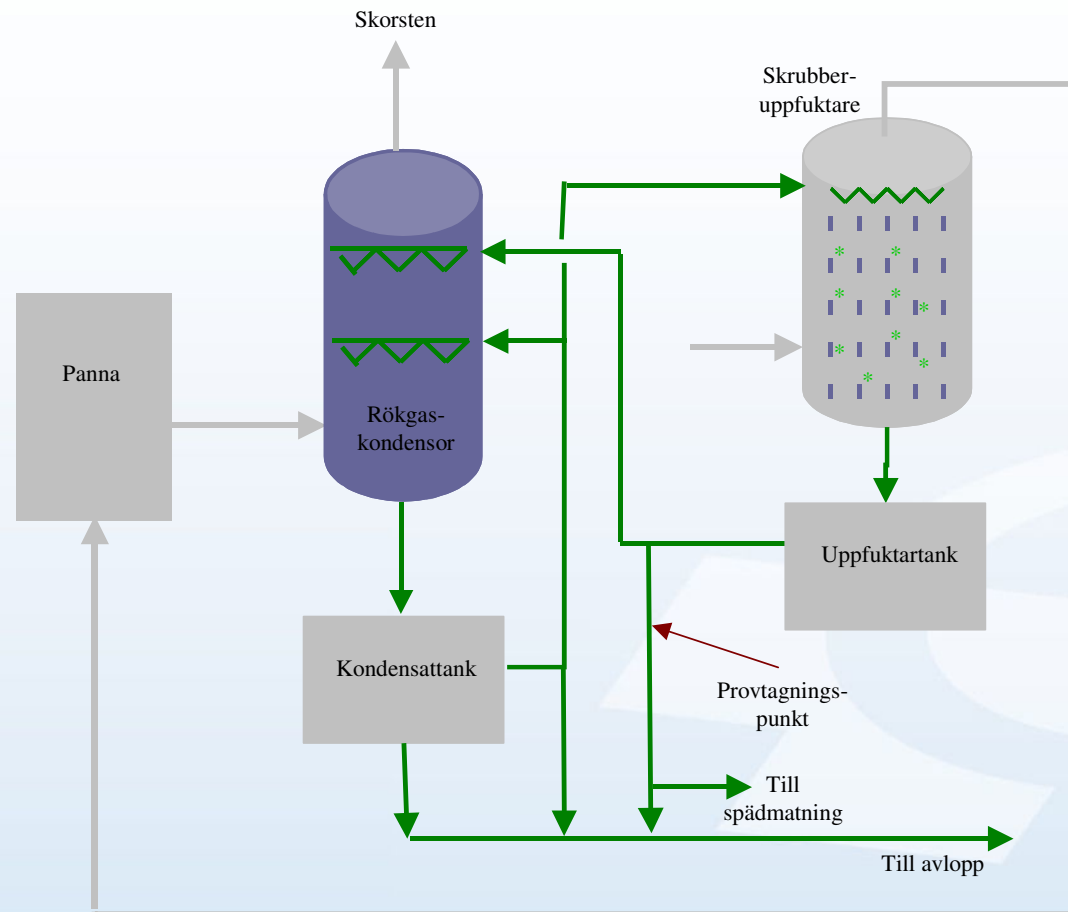 Skorsten
Skrubber-
uppfuktare
Panna
Rökgas-
kondensor
Uppfuktartank
Kondensattank
Provtagnings-
punkt
Till
spädmatning
Till avlopp